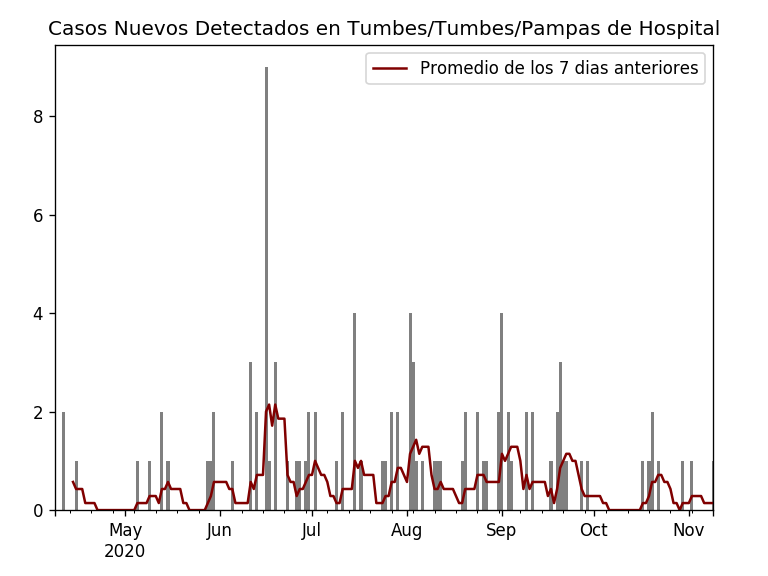 Casos Nuevos Detectados en Tumbes/Tumbes/Pampas de Hospital
Promedio de los 7 dias anteriores
8
6
4
2
0
May Jun Jul Aug Sep Oct Nov
2020